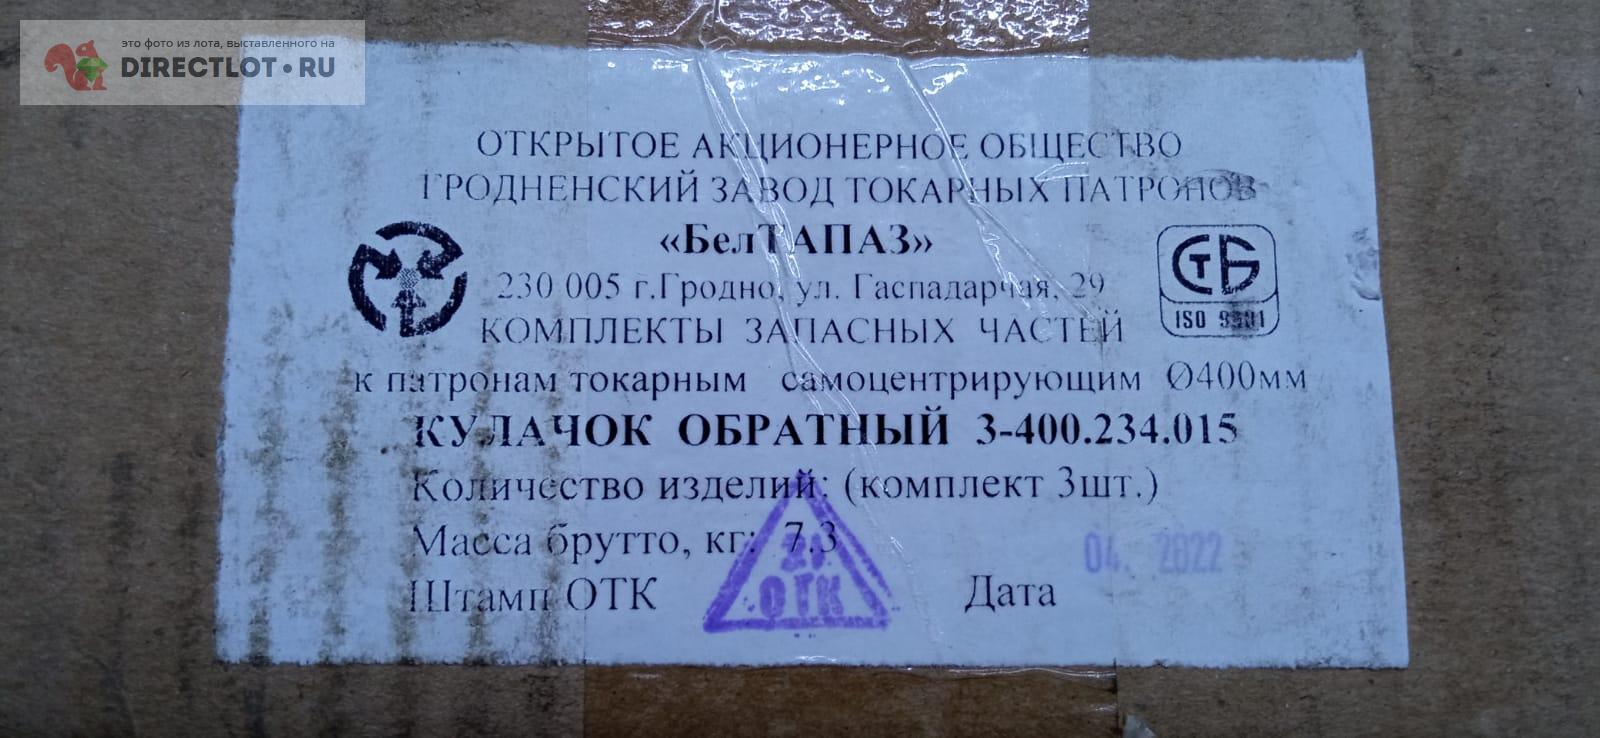 это фото из лота, выставленного на
DIRECTLOT•RU
ОТКРЫТОЕ АКЦИОНЕРНОЕ ОБЩЕСТВО
ГРОДНЕНСКИЙ ЗАВОД ТОКАРНЫХ ПАТРОНОВ
«БелТАПАЗ»
230 005 г.Гродно, ул. Гаспадарчая, 29
СТБ
ISO 9001
КОМПЛЕКТЫ ЗАПАСНЫХ ЧАСТЕЙ
к патронам токарным самоцентрирующим Ø400мм
КУЛАЧОК ОБРАТНЫЙ 3-400.234.015
Количество изделий: (комплект 3шт.)
Масса брутто, кг: 7.3
Штамп ОТК
ОТК
Дата
04. 2022